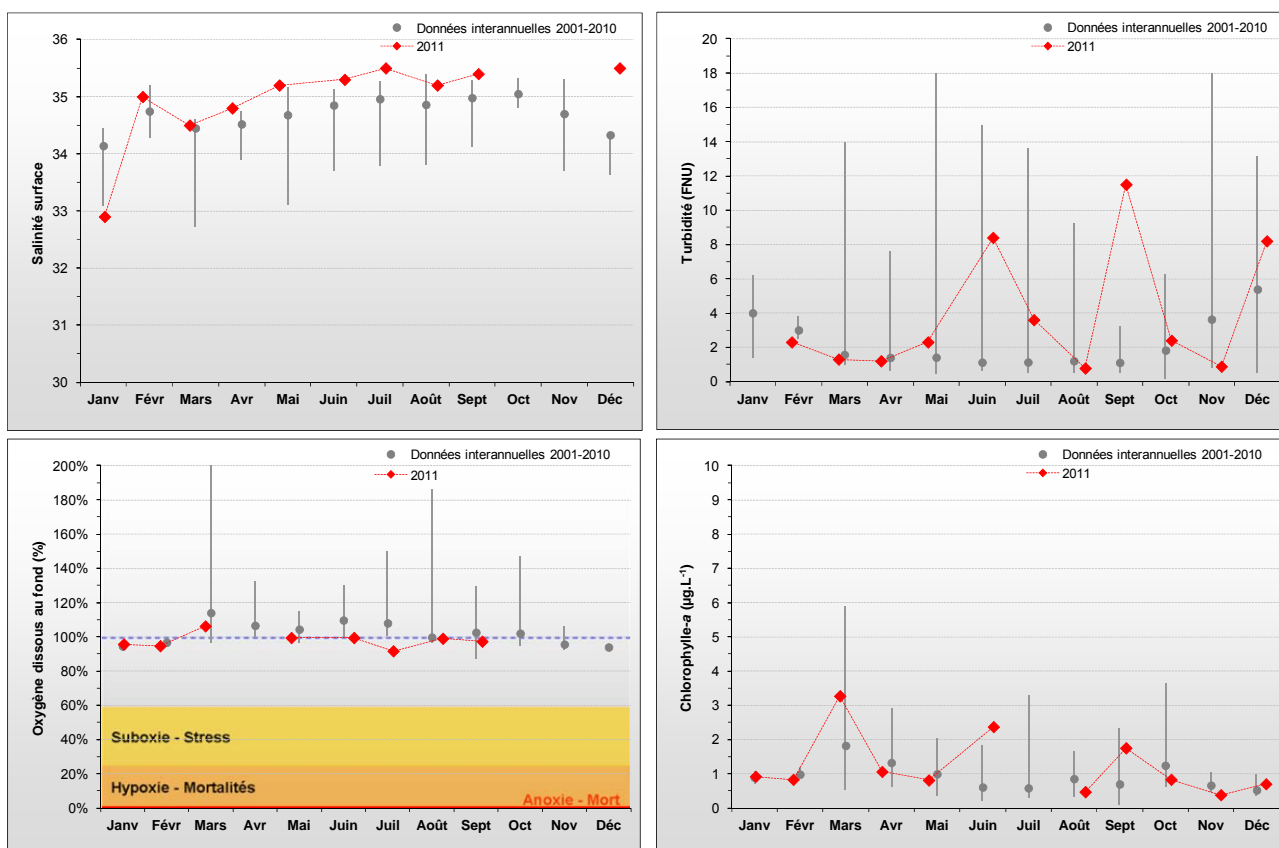 Données interannuelles 2001-2010
2011
Salinité surface
36
35
34
33
32
31
30
Janv Févr Mars Avr Mai Juin Juil Août Sept Oct Nov Déc
Données interannuelles 2001-2010
2011
Turbidité (FNU)
20
18
16
14
12
10
8
6
4
2
0
Janv Févr Mars Avr Mai Juin Juil Août Sept Oct Nov Déc
Données interannuelles 2001-2010
2011
Oxygène dissous au fond (%)
200%
180%
160%
140%
120%
100%
80%
60%
40%
20%
0%
Suboxie - Stress
Hypoxie - Mortalités
Anoxie - Mort
Janv Févr Mars Avr Mai Juin Juil Août Sept Oct Nov Déc
Données interannuelles 2001-2010
2011
Chlorophylle-a (µg.L⁻¹)
10
9
8
7
6
5
4
3
2
1
0
Janv Févr Mars Avr Mai Juin Juil Août Sept Oct Nov Déc